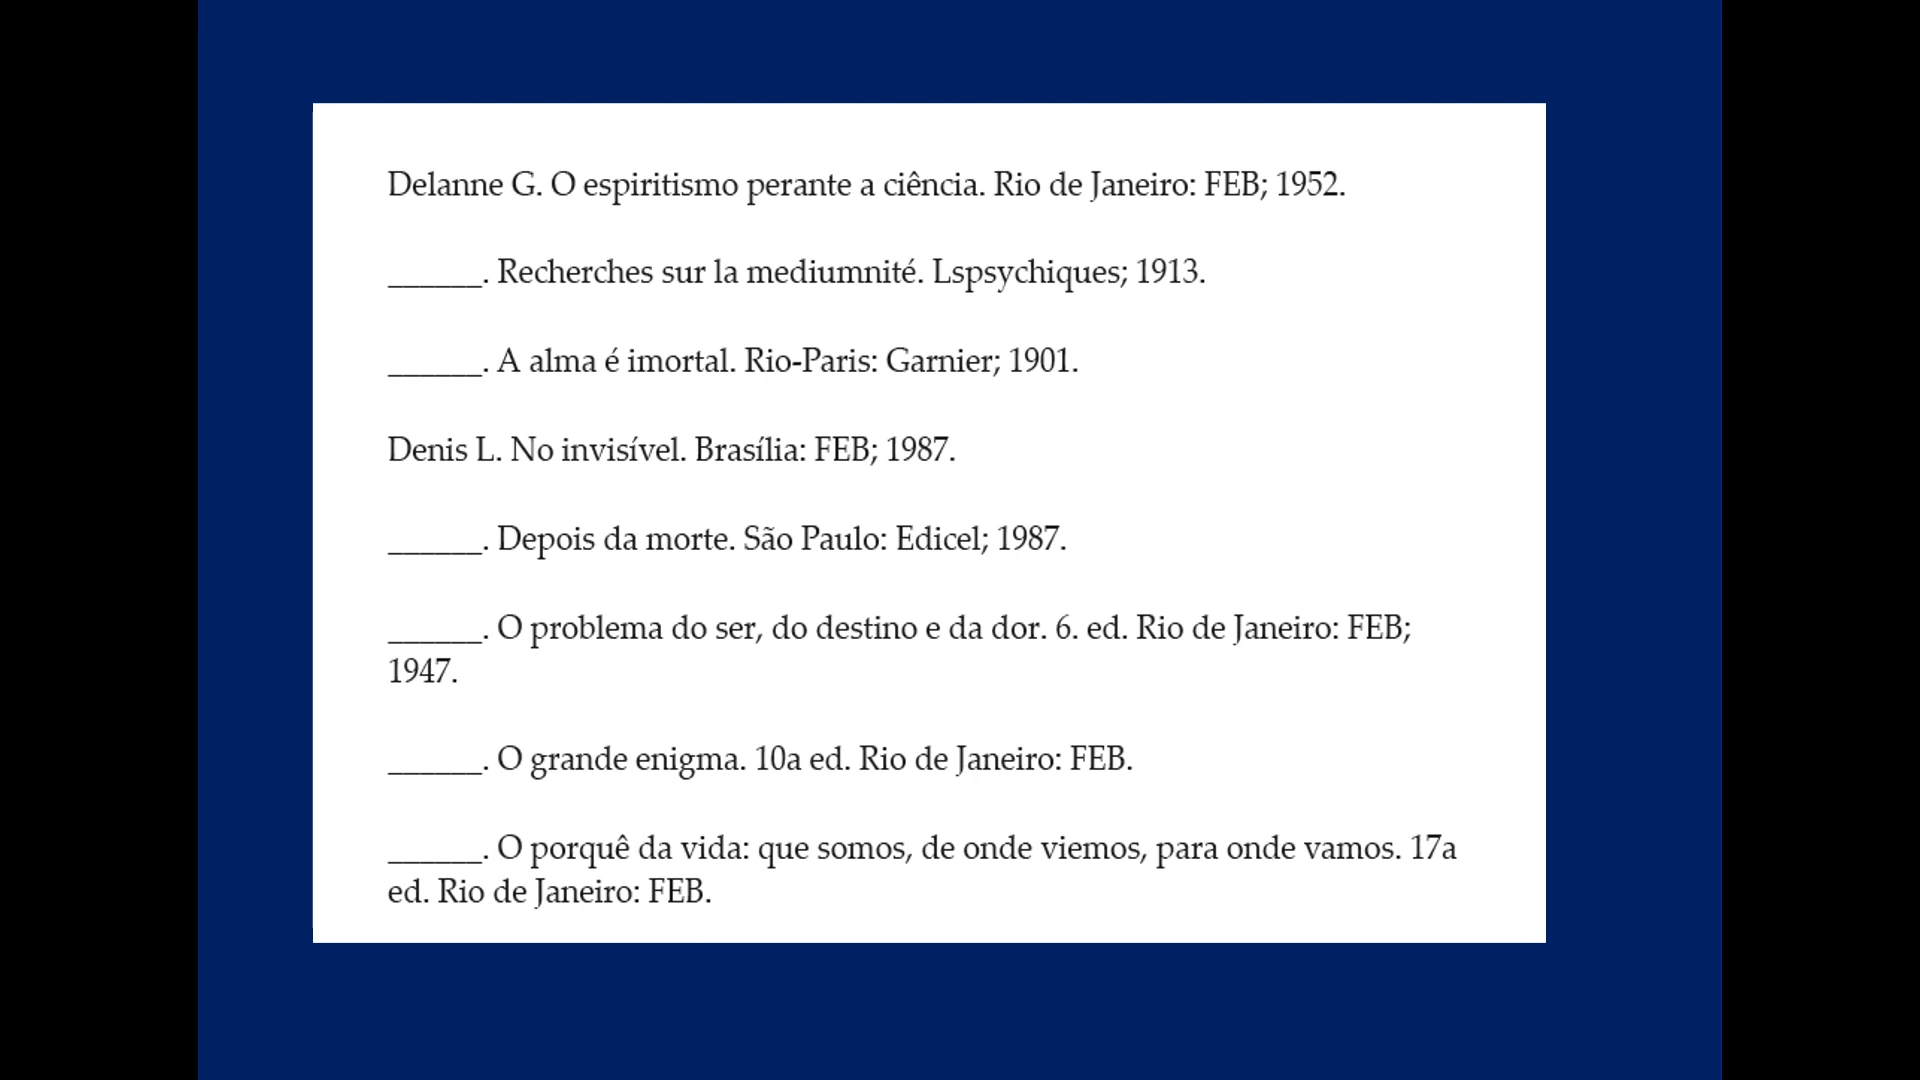 Delanne G. O espiritismo perante a ciência. Rio de Janeiro: FEB; 1952.
______. Recherches sur la mediumnité. Lspsychiques; 1913.
______. A alma é imortal. Rio-Paris: Garnier; 1901.
Denis L. No invisível. Brasília: FEB; 1987.
______. Depois da morte. São Paulo: Edicel; 1987.
______. O problema do ser, do destino e da dor. 6. ed. Rio de Janeiro: FEB;
1947.
______. O grande enigma. 10a ed. Rio de Janeiro: FEB.
______. O porquê da vida: que somos, de onde viemos, para onde vamos. 17a
ed. Rio de Janeiro: FEB.